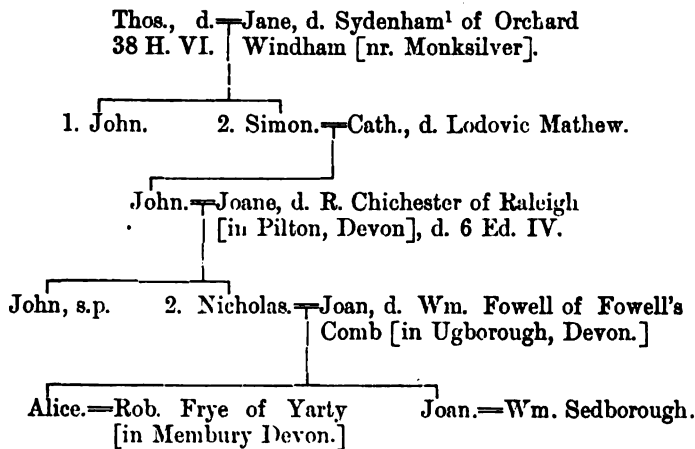 Thos., d.=Jane, d. Sydenham¹ of Orchard
38 H. VI. Windham [nr. Monksilver].
1. John. 2. Simon.=Cath., d. Lodovic Mathew.
John.=Joane, d. R. Chichester of Raleigh
[in Pilton, Devon], d. 6 Ed. IV.
John, s.p. 2. Nicholas.=Joan, d. Wm. Fowell of Fowell's
Comb [in Ugborough, Devon.]
Alice.=Rob. Frye of Yarty Joan.=Wm. Sedborough.
[in Membury Devon.]